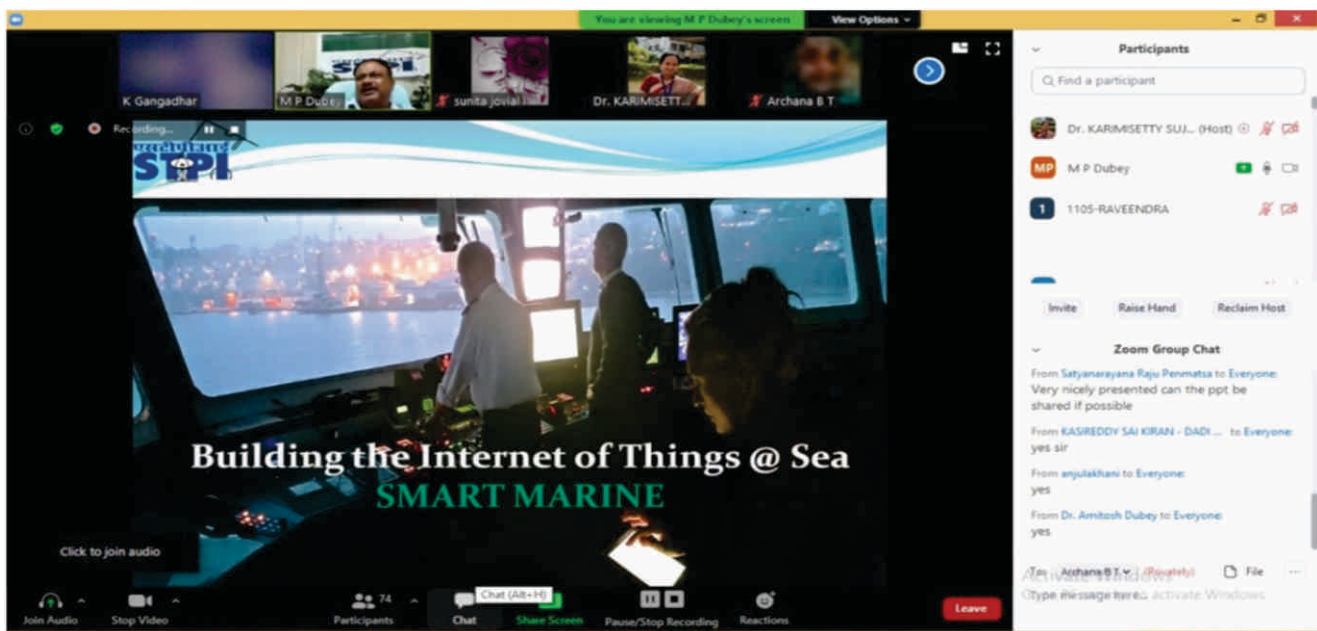 You are viewing M P Dubey's screen
View Options
K Gangadhar
M P Dubey
sunita jovial
Dr. KARIMISETT...
Archana B T
Recording...
STPI
STPI
Building the Internet of Things @ Sea
SMART MARINE
Click to join audio
Chat (Alt+H)
Join Audio
Stop Video
74
Participants
Chat
Share Screen
Pause/Stop Recording
Reactions
Leave
Participants
Find a participant
Dr. KARIMISETTY SUJ... (Host)
MP M P Dubey
1 1105-RAVEENDRA
Invite Raise Hand Reclaim Host
Zoom Group Chat
From Satyanarayana Raju Penmatsa to Everyone:
Very nicely presented can the ppt be
shared if possible
From KASIREDDY SAI KIRAN - DADI ... to Everyone:
yes sir
From anjulakhani to Everyone:
yes
From Dr. Amitosh Dubey to Everyone:
yes
To: Archana B T (Privately) File ...
Activate Windows
Type message here...
activate Windows